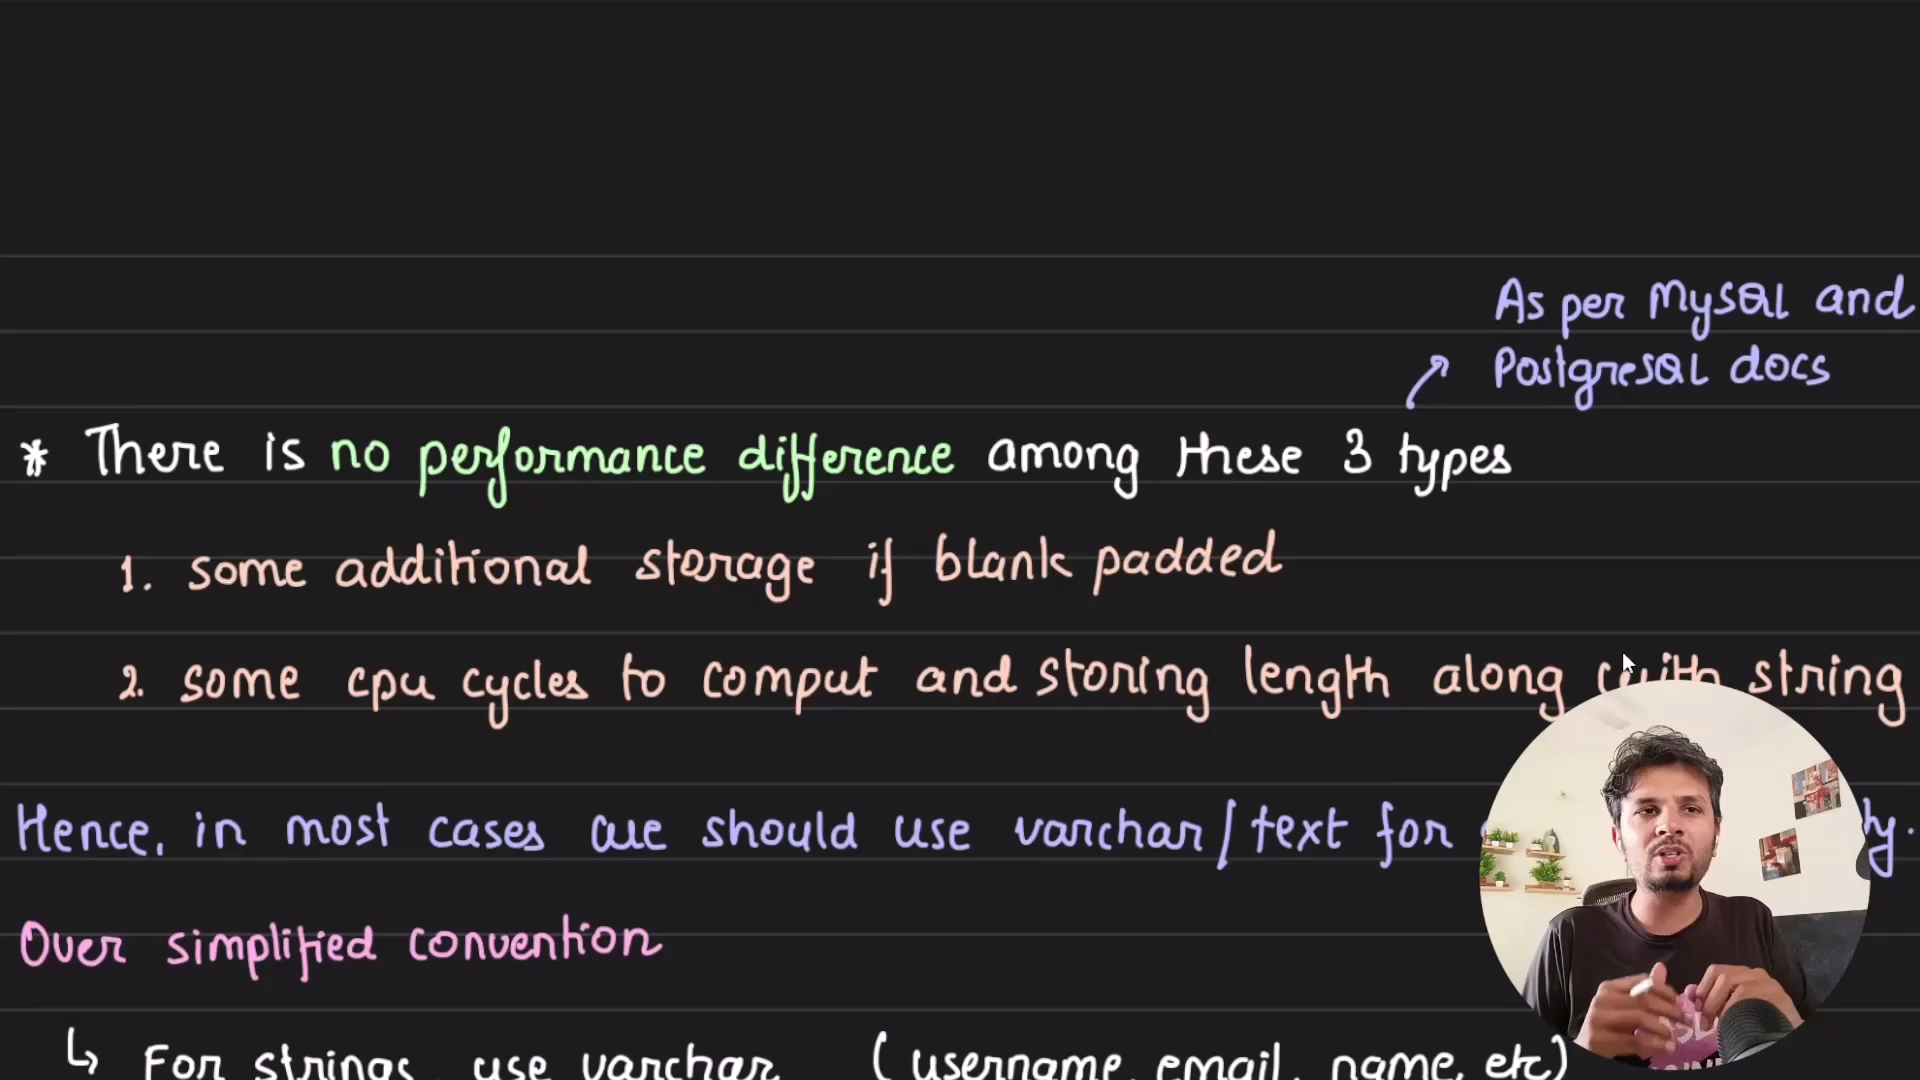 As per MySQL and
PostgreSQL docs
* There is no performance difference among these 3 types
1. some additional storage if blank padded
2. some cpu cycles to comput and storing length along with string
Hence, in most cases we should use varchar/text for
Over simplified convention
↳ For strings, use varchar (username, email, name, etc)